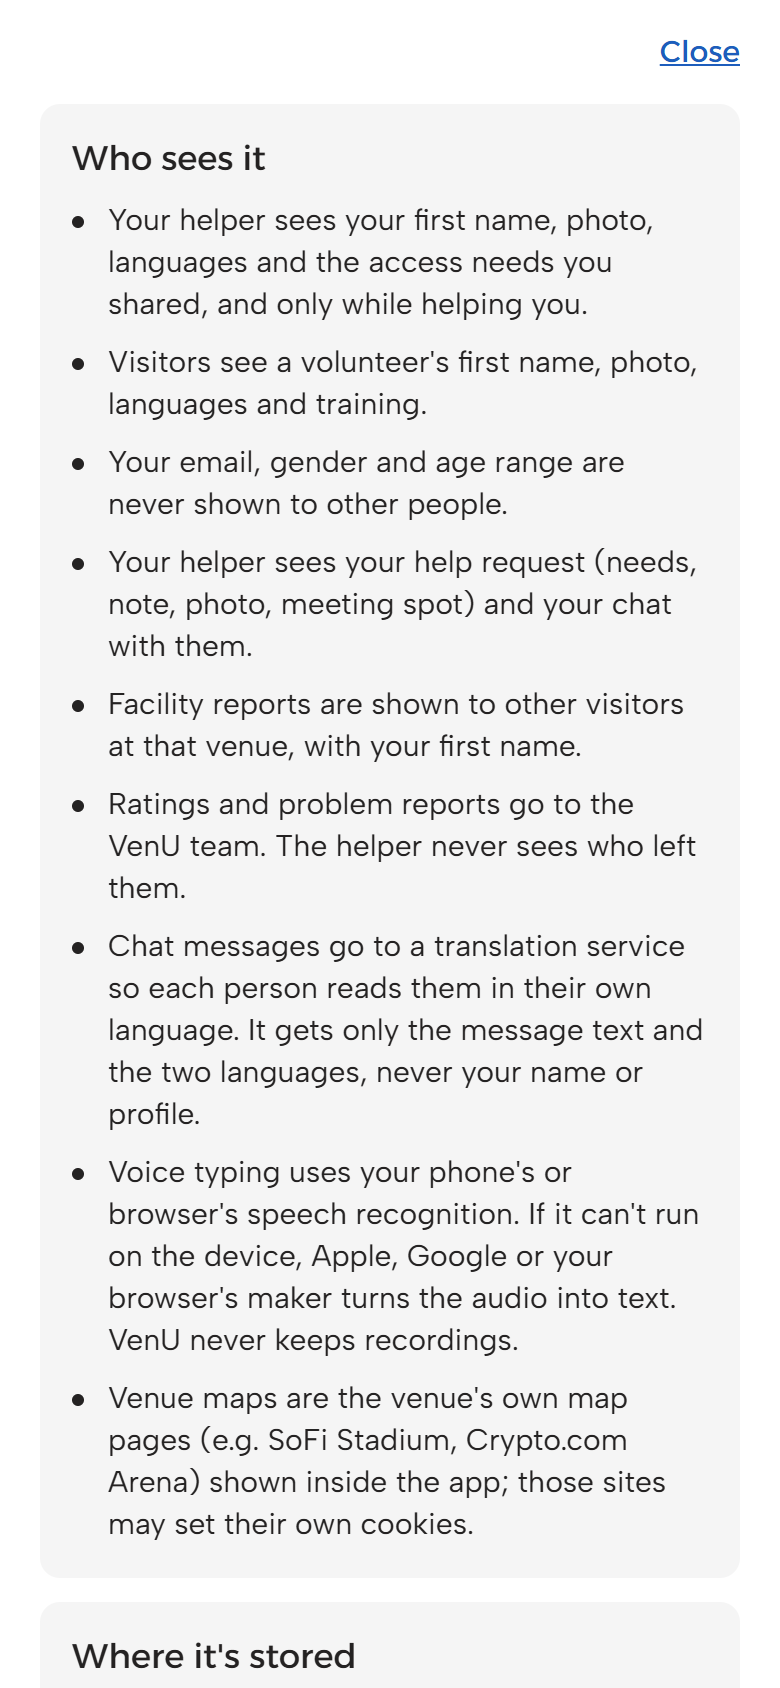 Close
Who sees it
• Your helper sees your first name, photo,
languages and the access needs you
shared, and only while helping you.
• Visitors see a volunteer's first name, photo,
languages and training.
• Your email, gender and age range are
never shown to other people.
• Your helper sees your help request (needs,
note, photo, meeting spot) and your chat
with them.
• Facility reports are shown to other visitors
at that venue, with your first name.
• Ratings and problem reports go to the
VenU team. The helper never sees who left
them.
• Chat messages go to a translation service
so each person reads them in their own
language. It gets only the message text and
the two languages, never your name or
profile.
• Voice typing uses your phone's or
browser's speech recognition. If it can't run
on the device, Apple, Google or your
browser's maker turns the audio into text.
VenU never keeps recordings.
• Venue maps are the venue's own map
pages (e.g. SoFi Stadium, Crypto.com
Arena) shown inside the app; those sites
may set their own cookies.
Where it's stored